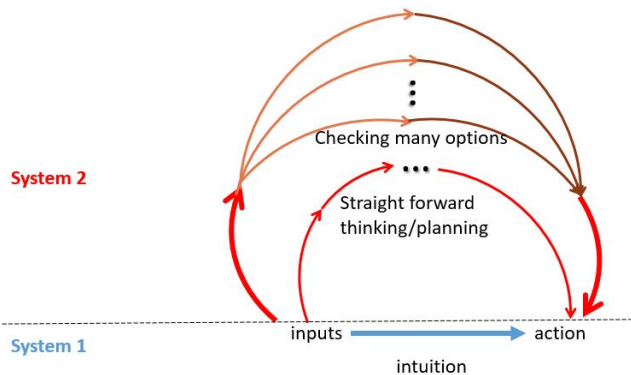 Checking many options
System 2
Straight forward
thinking/planning
inputs
action
System 1
intuition